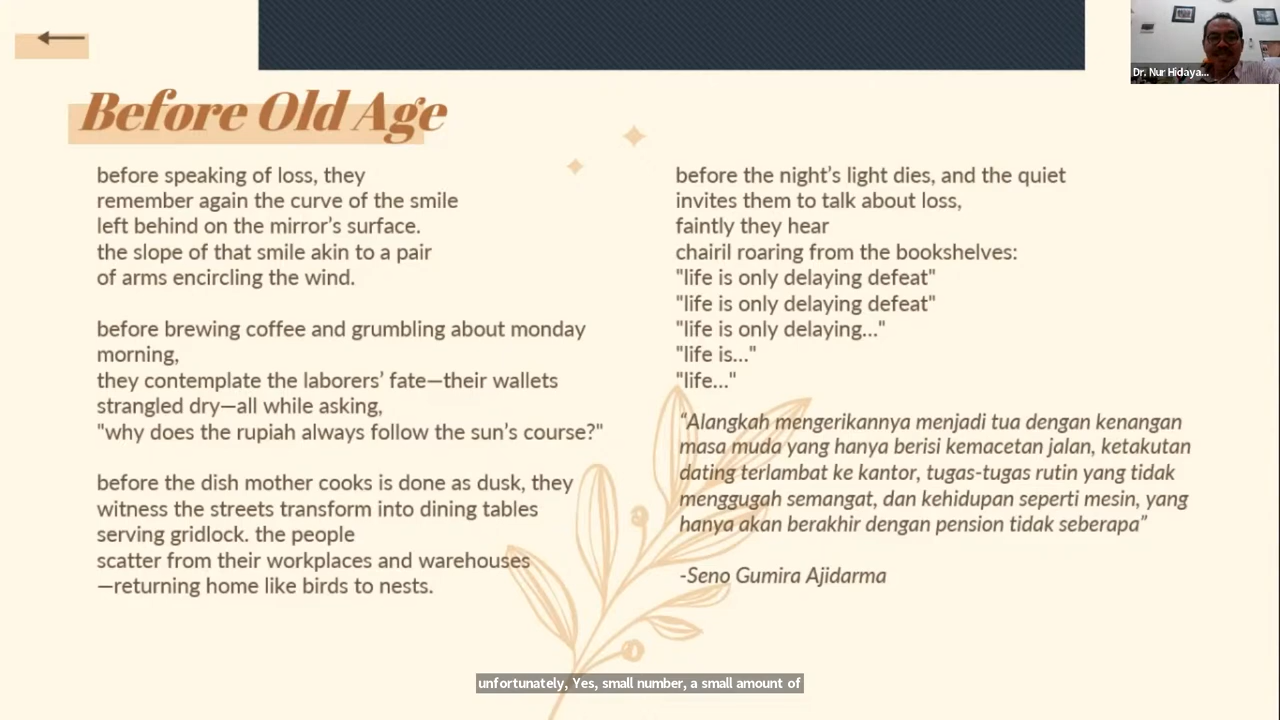 Dr. Nur Hidaya...
Before Old Age
before speaking of loss, they
remember again the curve of the smile
left behind on the mirror’s surface.
the slope of that smile akin to a pair
of arms encircling the wind.
before brewing coffee and grumbling about monday
morning,
they contemplate the laborers’ fate—their wallets
strangled dry—all while asking,
"why does the rupiah always follow the sun’s course?"
before the dish mother cooks is done as dusk, they
witness the streets transform into dining tables
serving gridlock. the people
scatter from their workplaces and warehouses
—returning home like birds to nests.
before the night’s light dies, and the quiet
invites them to talk about loss,
faintly they hear
chairil roaring from the bookshelves:
"life is only delaying defeat"
"life is only delaying defeat"
"life is only delaying..."
"life is..."
"life..."
“Alangkah mengerikannya menjadi tua dengan kenangan
masa muda yang hanya berisi kemacetan jalan, ketakutan
dating terlambat ke kantor, tugas-tugas rutin yang tidak
menggugah semangat, dan kehidupan seperti mesin, yang
hanya akan berakhir dengan pension tidak seberapa”
-Seno Gumira Ajidarma
unfortunately, Yes, small number, a small amount of